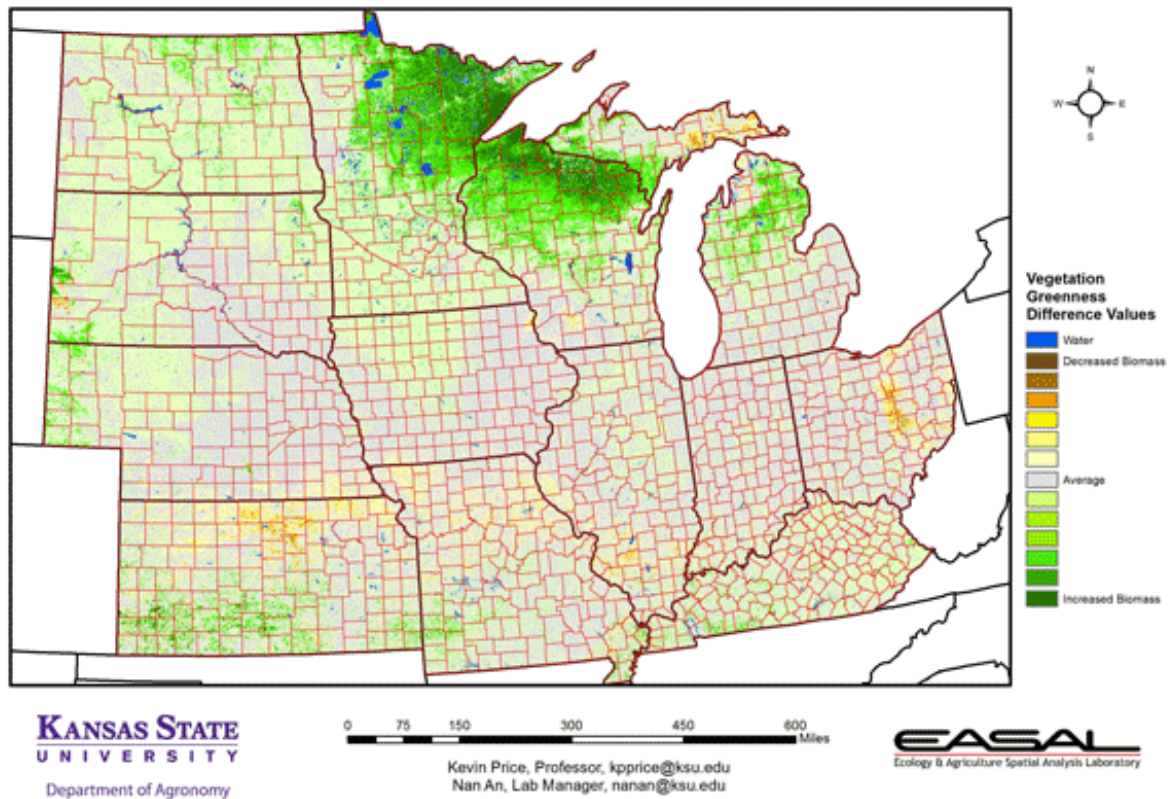 N
W
E
S
Vegetation
Greenness
Difference Values
Water
Decreased Biomass
Average
Increased Biomass
KANSAS STATE
UNIVERSITY
Department of Agronomy
0 75 150 300 450 600
Miles
Kevin Price, Professor, kpprice@ksu.edu
Nan An, Lab Manager, nanan@ksu.edu
EASAL
Ecology & Agriculture Spatial Analysis Laboratory